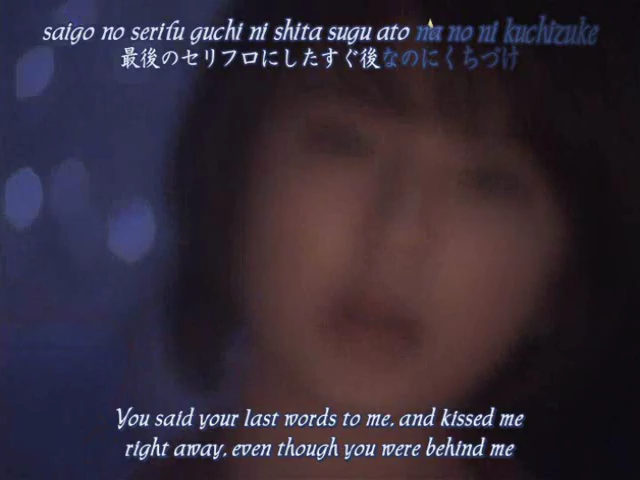 saigo no serifu guchi ni shita sugu ato na no ni kuchizuke
最後のセリフ口にしたすぐ後なのにくちづけ
You said your last words to me, and kissed me
right away, even though you were behind me